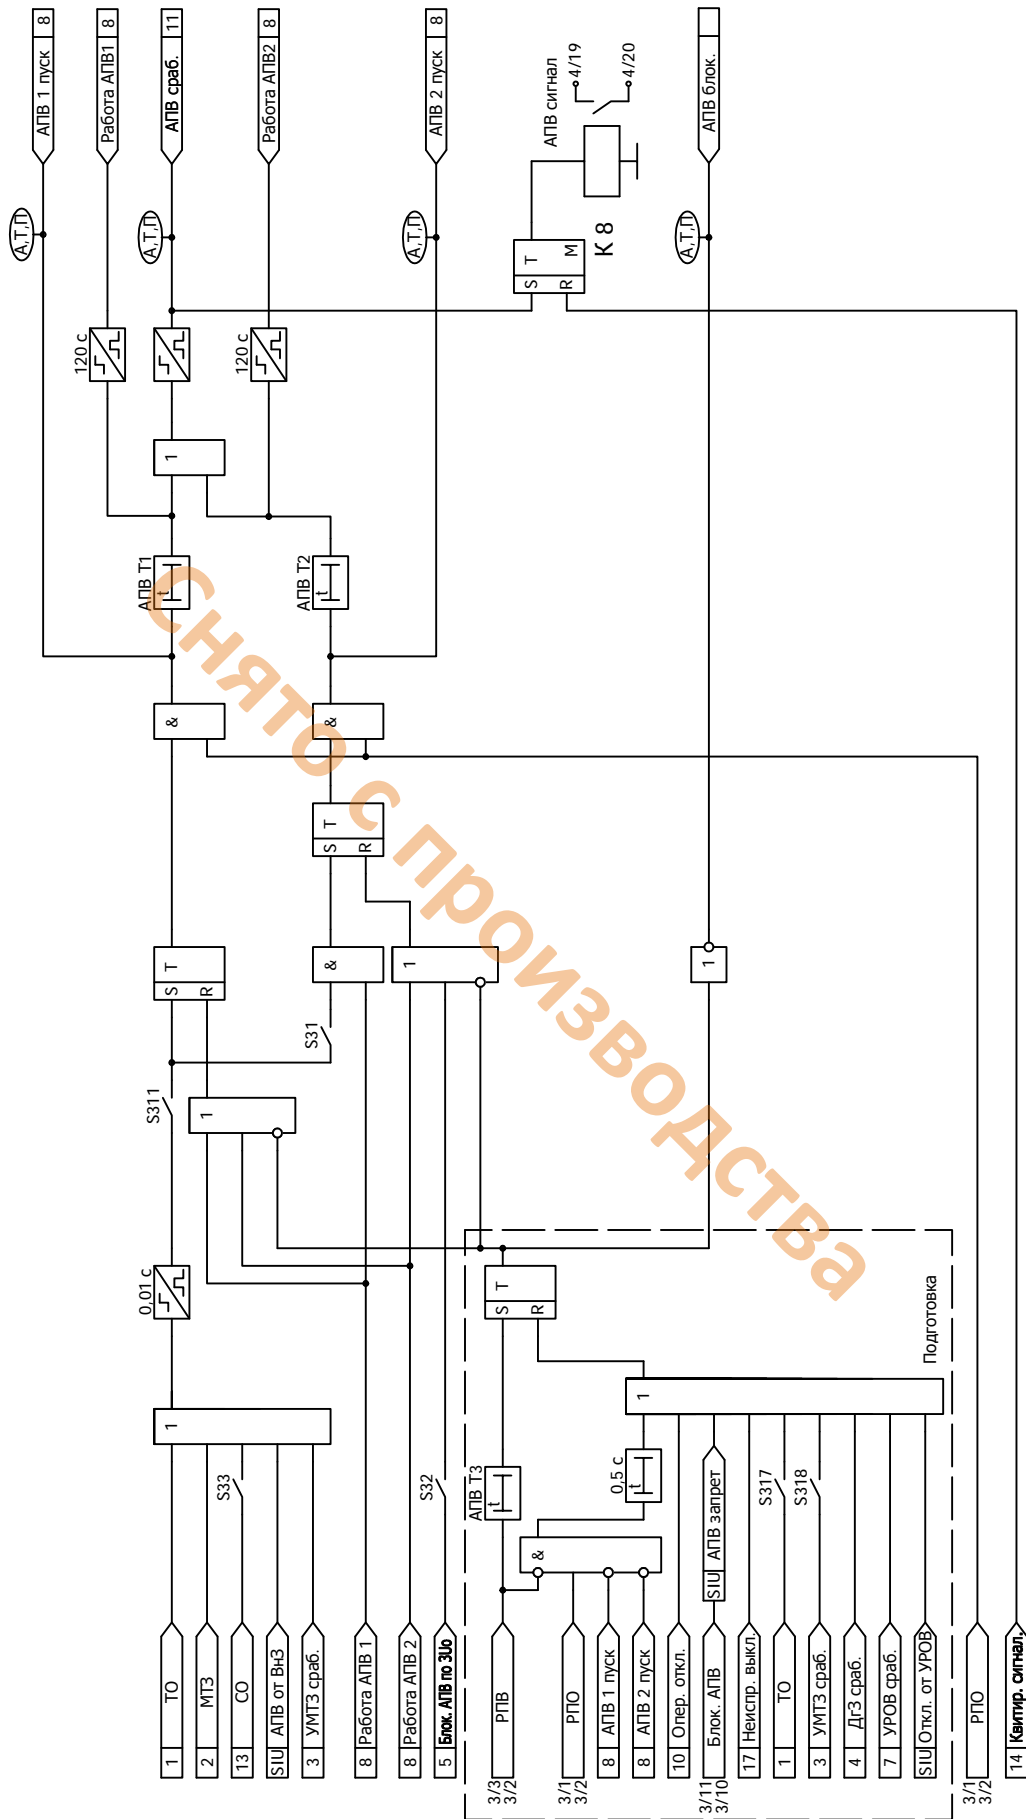 АПВ 1 пуск 8
Работа АПВ1 8
АПВ сраб. 11
Работа АПВ2 8
АПВ 2 пуск 8
АПВ блок.
А,Т,П
А,Т,П
А,Т,П
А,Т,П
АПВ сигнал
4/19
4/20
S T
R M
К 8
120 с
120 с
1
АПВ Т1
t
АПВ Т2
t
&
&
S T
R
S T
R
&
1
1
S31
S311
1
0,01 с
1
S33
S32
S T
R
Подготовка
АПВ Т3
t
0,5 с
t
1
&
SIU АПВ запрет
S317
S318
1 ТО
2 МТЗ
13 СО
SIU АПВ от ВнЗ
3 УМТЗ сраб.
8 Работа АПВ 1
8 Работа АПВ 2
5 Блок. АПВ по 3Uо
3/3
3/2
РПВ
3/1
3/2
РПО
8 АПВ 1 пуск
8 АПВ 2 пуск
10 Опер. откл.
3/11
3/10
Блок. АПВ
17 Неиспр. выкл.
1 ТО
3 УМТЗ сраб.
4 ДгЗ сраб.
7 УРОВ сраб.
SIU Откл. от УРОВ
3/1
3/2
РПО
14 Квитир. сигнал.
Снято с производства